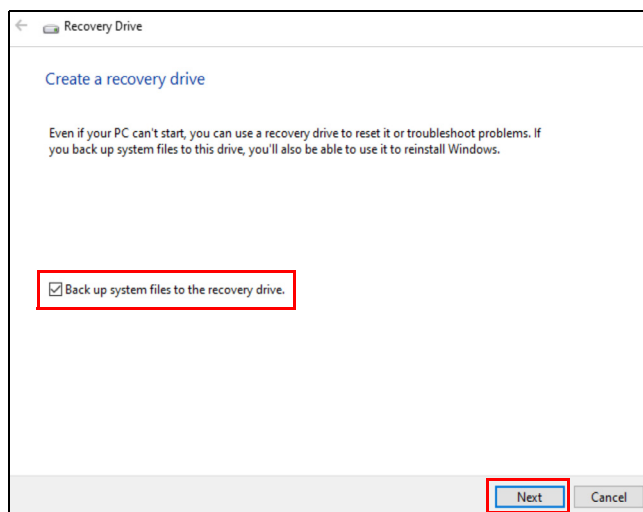 Recovery Drive
Create a recovery drive
Even if your PC can't start, you can use a recovery drive to reset it or troubleshoot problems. If
you back up system files to this drive, you'll also be able to use it to reinstall Windows.
Back up system files to the recovery drive.
Next Cancel